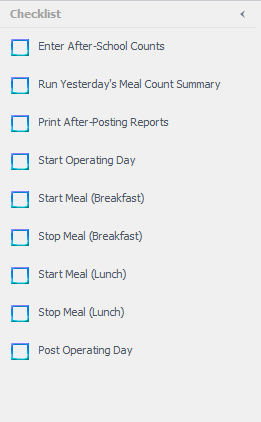 Checklist
Enter After-School Counts
Run Yesterday's Meal Count Summary
Print After-Posting Reports
Start Operating Day
Start Meal (Breakfast)
Stop Meal (Breakfast)
Start Meal (Lunch)
Stop Meal (Lunch)
Post Operating Day